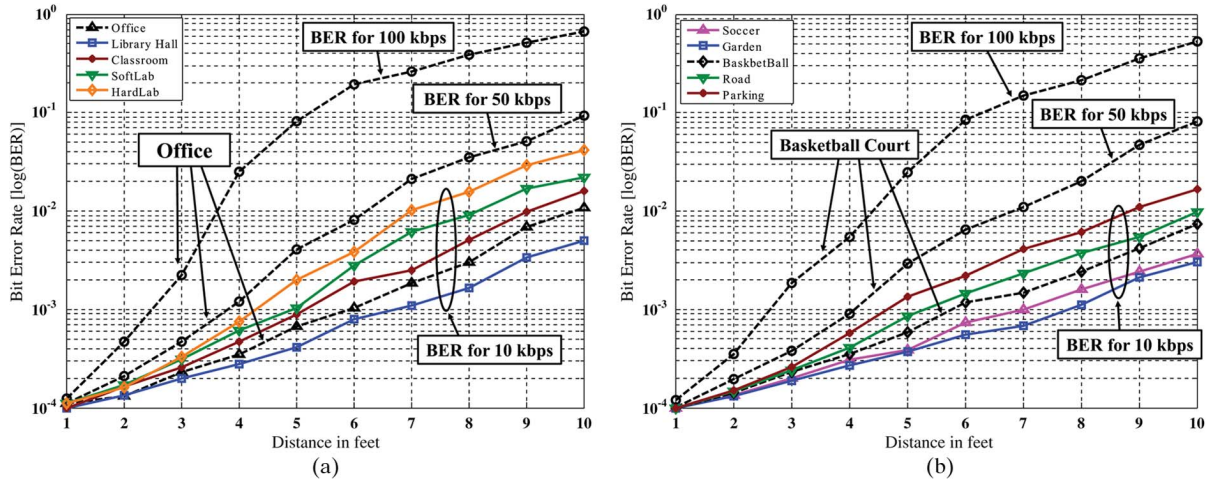 10⁰
10⁻¹
10⁻²
10⁻³
10⁻⁴
Bit Error Rate [log(BER)]
Office
Library Hall
Classroom
SoftLab
HardLab
BER for 100 kbps
BER for 50 kbps
Office
BER for 10 kbps
1 2 3 4 5 6 7 8 9 10
Distance in feet
(a)
10⁰
10⁻¹
10⁻²
10⁻³
10⁻⁴
Bit Error Rate [log(BER)]
Soccer
Garden
BaskbetBall
Road
Parking
BER for 100 kbps
BER for 50 kbps
Basketball Court
BER for 10 kbps
1 2 3 4 5 6 7 8 9 10
Distance in feet
(b)